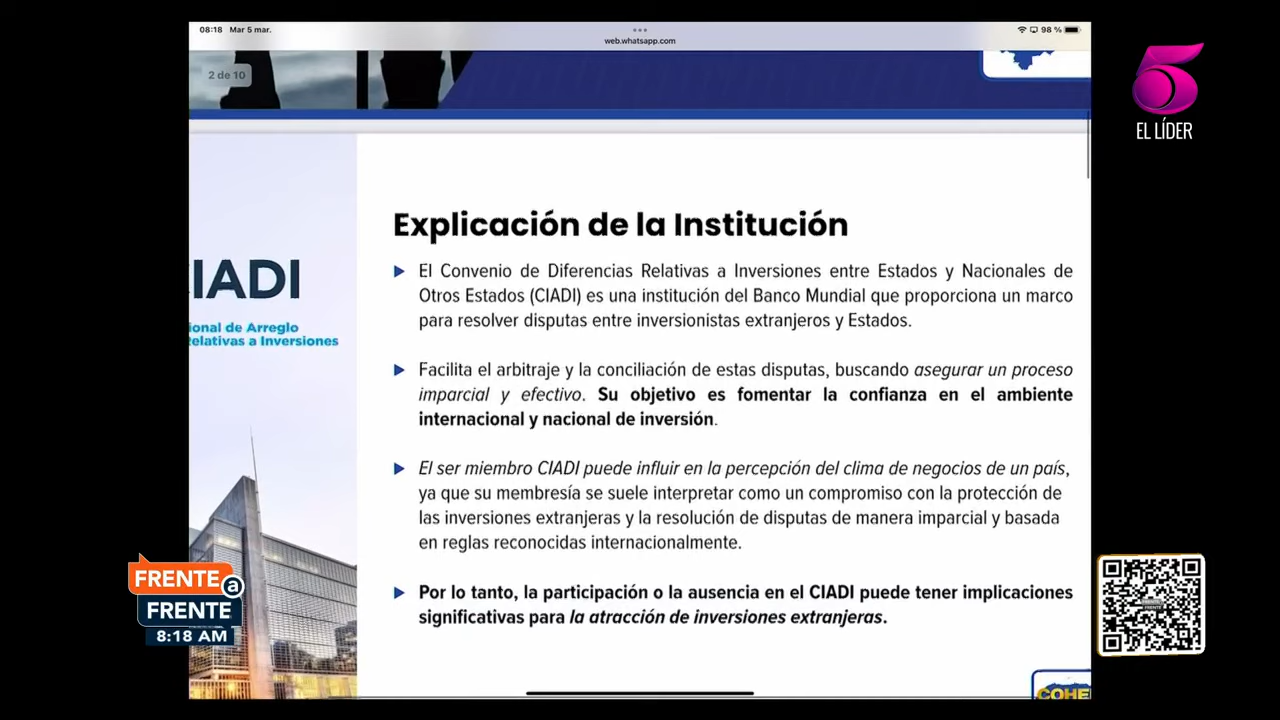 08:18 Mar 5 mar.
web.whatsapp.com
98 %
2 de 10
5
EL LÍDER
Explicación de la Institución
El Convenio de Diferencias Relativas a Inversiones entre Estados y Nacionales de
Otros Estados (CIADI) es una institución del Banco Mundial que proporciona un marco
para resolver disputas entre inversionistas extranjeros y Estados.
Facilita el arbitraje y la conciliación de estas disputas, buscando asegurar un proceso
imparcial y efectivo. Su objetivo es fomentar la confianza en el ambiente
internacional y nacional de inversión.
El ser miembro CIADI puede influir en la percepción del clima de negocios de un país,
ya que su membresía se suele interpretar como un compromiso con la protección de
las inversiones extranjeras y la resolución de disputas de manera imparcial y basada
en reglas reconocidas internacionalmente.
Por lo tanto, la participación o la ausencia en el CIADI puede tener implicaciones
significativas para la atracción de inversiones extranjeras.
IADI
ional de Arreglo
elativas a Inversiones
FRENTE a
FRENTE
8:18 AM
COHE